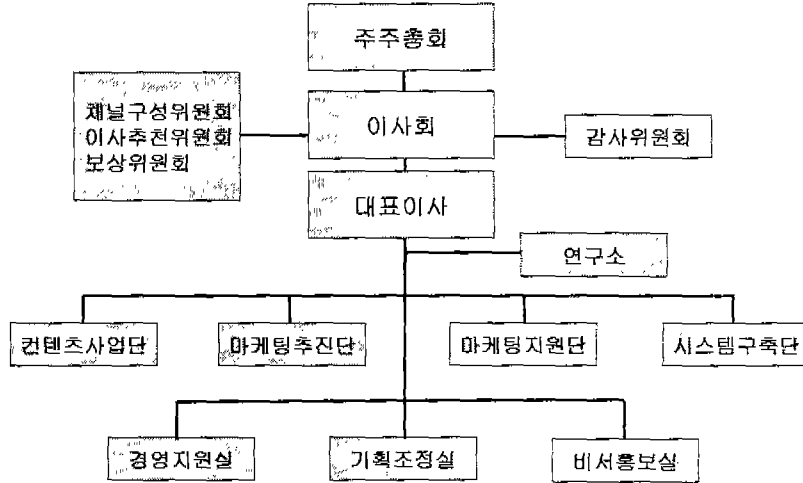 주주총회
채널구성위원회
이사추천위원회
보상위원회
이사회
감사위원회
대표이사
연구소
컨텐츠사업단
마케팅추진단
마케팅지원단
시스템구축단
경영지원실
기획조정실
비서홍보실